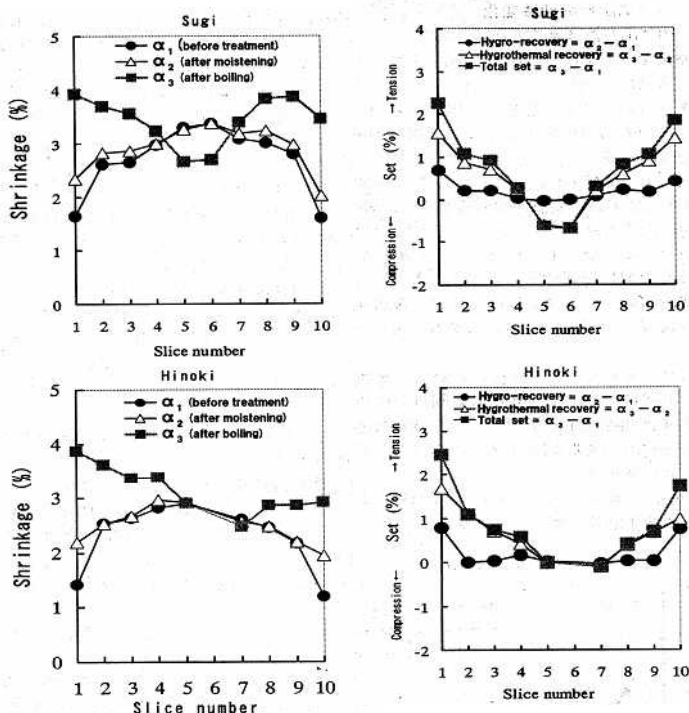 Sugi
α₁ (before treatment)
α₂ (after moistening)
α₃ (after boiling)
Shrinkage (%)
5
4
3
2
1
0
1 2 3 4 5 6 7 8 9 10
Slice number
Sugi
Hygro-recovery = α₂ − α₁
Hygrothermal recovery = α₃ − α₂
Total set = α₃ − α₁
Compression← Set (%) →Tension
4
3
2
1
0
-1
-2
1 2 3 4 5 6 7 8 9 10
Slice number
Hinoki
α₁ (before treatment)
α₂ (after moistening)
α₃ (after boiling)
Shrinkage (%)
5
4
3
2
1
0
1 2 3 4 5 6 7 8 9 10
Slice number
Hinoki
Hygro-recovery = α₂ − α₁
Hygrothermal recovery = α₃ − α₂
Total set = α₃ − α₁
Compression← Set (%) →Tension
4
3
2
1
0
-1
-2
1 2 3 4 5 6 7 8 9 10
Slice number